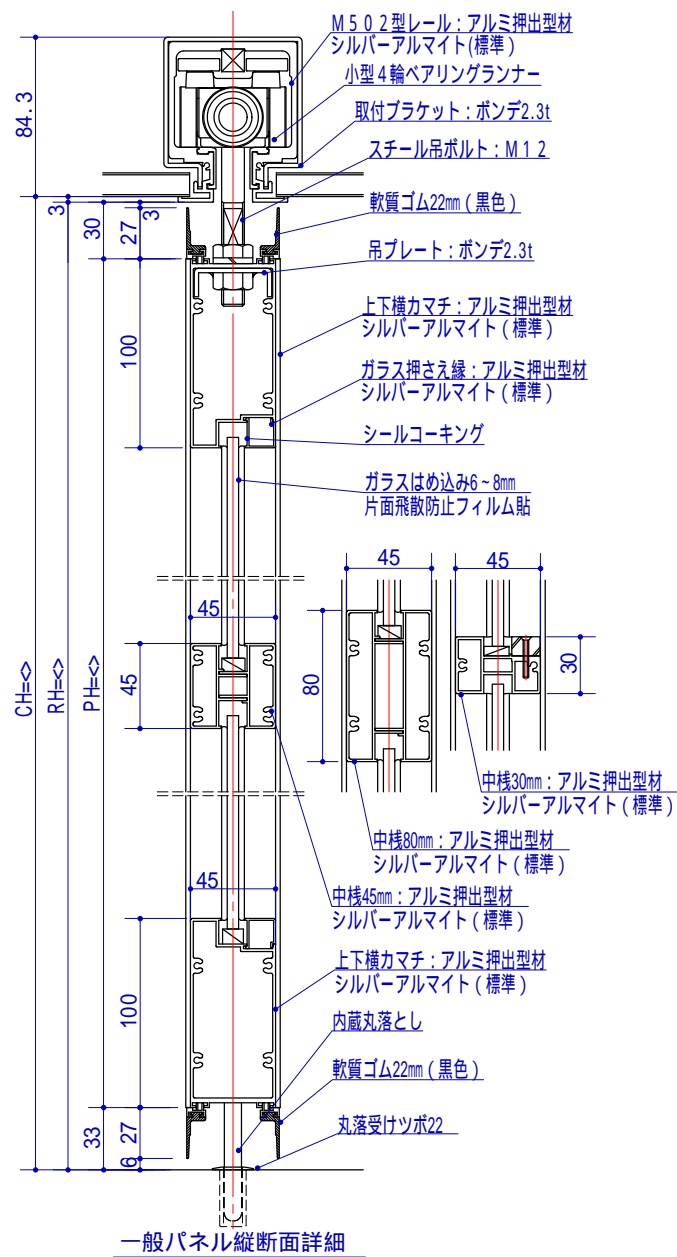 M502型レール：アルミ押出型材
シルバーアルマイト(標準)
小型4輪ベアリングランナー
取付ブラケット：ボンデ2.3t
スチール吊ボルト：M12
軟質ゴム22㎜(黒色)
吊プレート：ボンデ2.3t
上下横カマチ：アルミ押出型材
シルバーアルマイト(標準)
ガラス押さえ縁：アルミ押出型材
シルバーアルマイト(標準)
シールコーキング
ガラスはめ込み6~8㎜
片面飛散防止フィルム貼
84.3
3
30
27
3
100
CH=<>
RH=<>
PH=<>
45
45
45
45
80
30
中桟30㎜：アルミ押出型材
シルバーアルマイト(標準)
中桟80㎜：アルミ押出型材
シルバーアルマイト(標準)
45
中桟45㎜：アルミ押出型材
シルバーアルマイト(標準)
100
上下横カマチ：アルミ押出型材
シルバーアルマイト(標準)
内蔵丸落とし
軟質ゴム22㎜(黒色)
33
27
6
丸落受けツボ22
一般パネル縦断面詳細